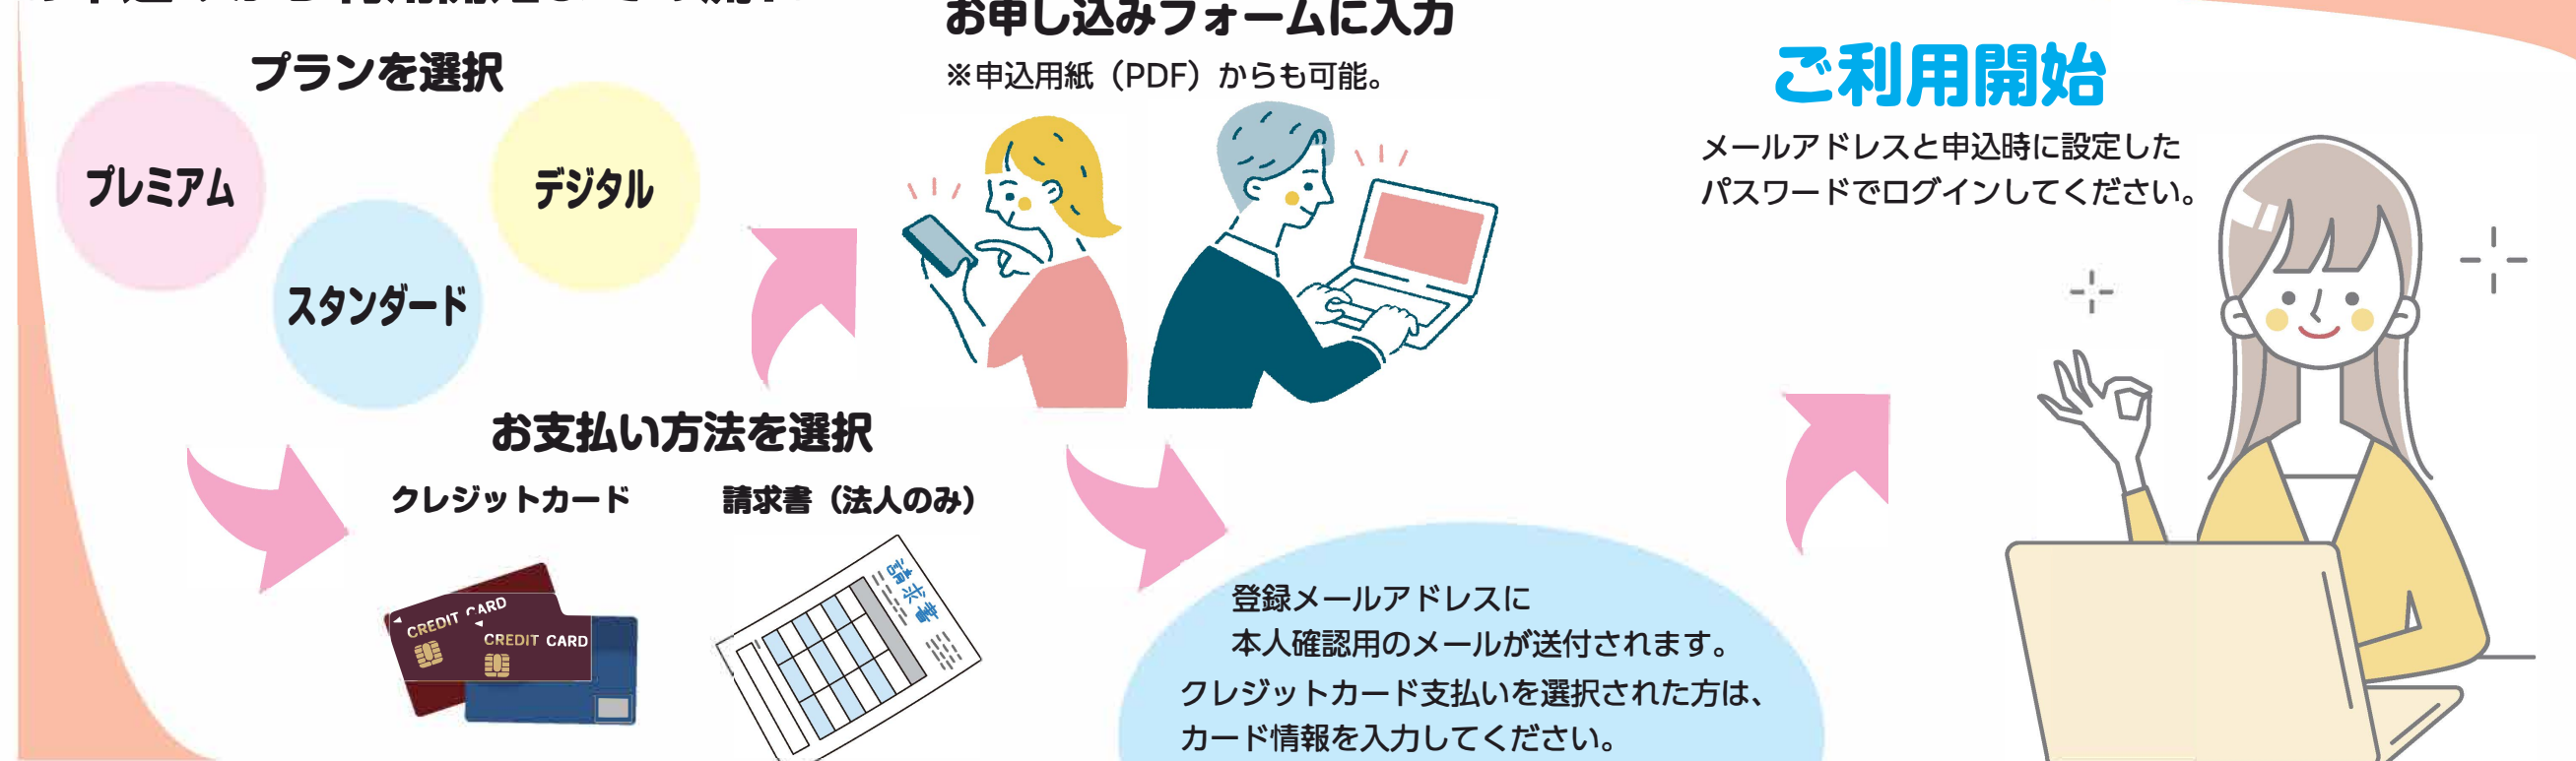 プランを選択
プレミアム
スタンダード
デジタル
お支払い方法を選択
クレジットカード
請求書（法人のみ）
CREDIT CARD
CREDIT CARD
請求書
お申し込みフォームに入力
※申込用紙（PDF）からも可能。
登録メールアドレスに
本人確認用のメールが送付されます。
クレジットカード支払いを選択された方は、
カード情報を入力してください。
ご利用開始
メールアドレスと申込時に設定した
パスワードでログインしてください。